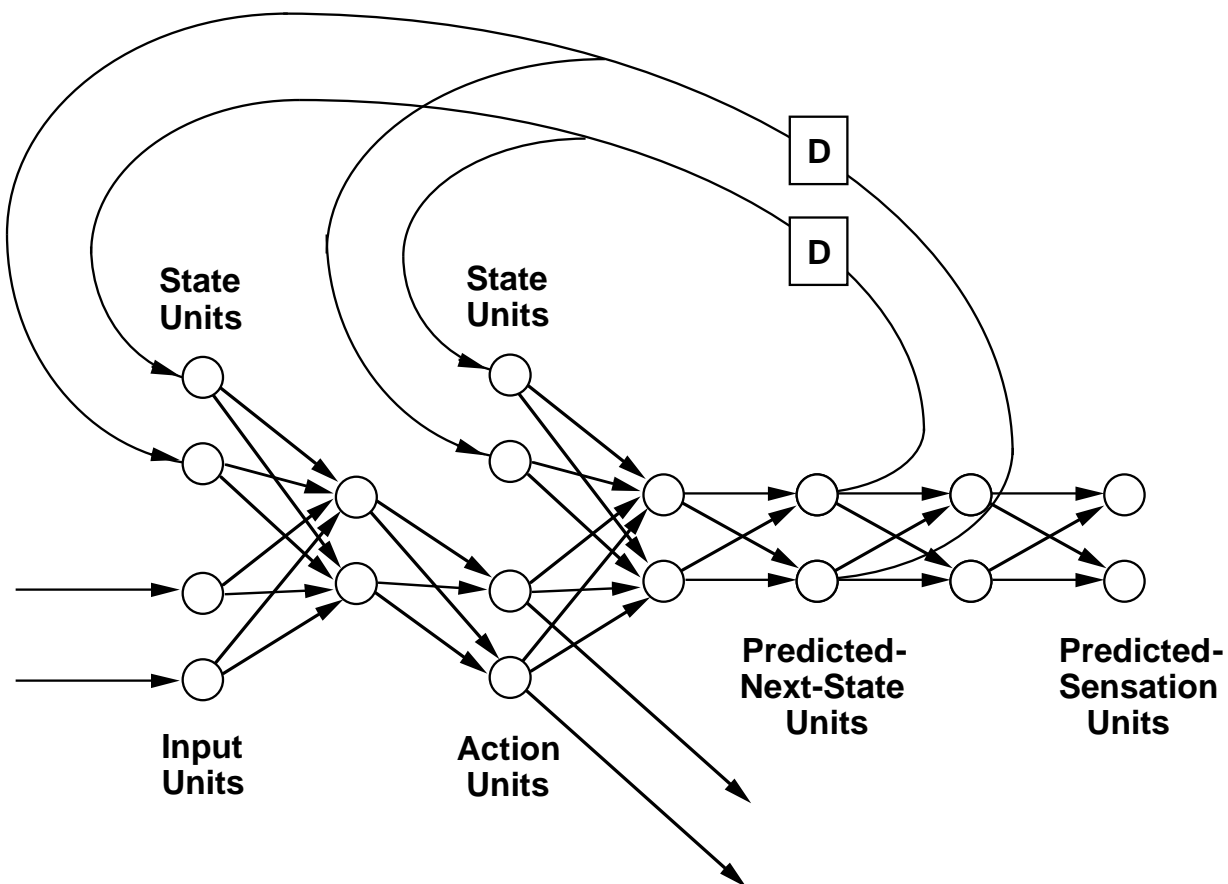 D
D
State
Units
State
Units
Predicted-
Next-State
Units
Predicted-
Sensation
Units
Input
Units
Action
Units